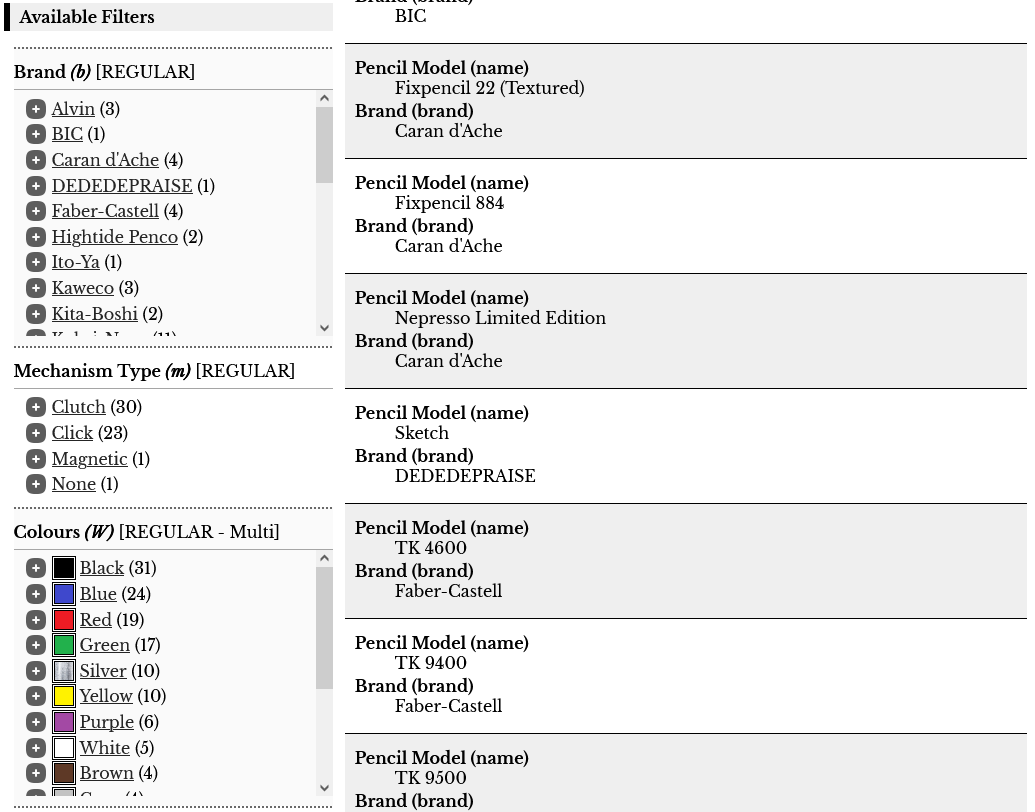 Available Filters
Brand (b) [REGULAR]
Alvin (3)
BIC (1)
Caran d'Ache (4)
DEDEDEPRAISE (1)
Faber-Castell (4)
Hightide Penco (2)
Ito-Ya (1)
Kaweco (3)
Kita-Boshi (2)
Mechanism Type (m) [REGULAR]
Clutch (30)
Click (23)
Magnetic (1)
None (1)
Colours (W) [REGULAR - Multi]
Black (31)
Blue (24)
Red (19)
Green (17)
Silver (10)
Yellow (10)
Purple (6)
White (5)
Brown (4)
Brand (brand)
BIC
Pencil Model (name)
Fixpencil 22 (Textured)
Brand (brand)
Caran d'Ache
Pencil Model (name)
Fixpencil 884
Brand (brand)
Caran d'Ache
Pencil Model (name)
Nepresso Limited Edition
Brand (brand)
Caran d'Ache
Pencil Model (name)
Sketch
Brand (brand)
DEDEDEPRAISE
Pencil Model (name)
TK 4600
Brand (brand)
Faber-Castell
Pencil Model (name)
TK 9400
Brand (brand)
Faber-Castell
Pencil Model (name)
TK 9500
Brand (brand)